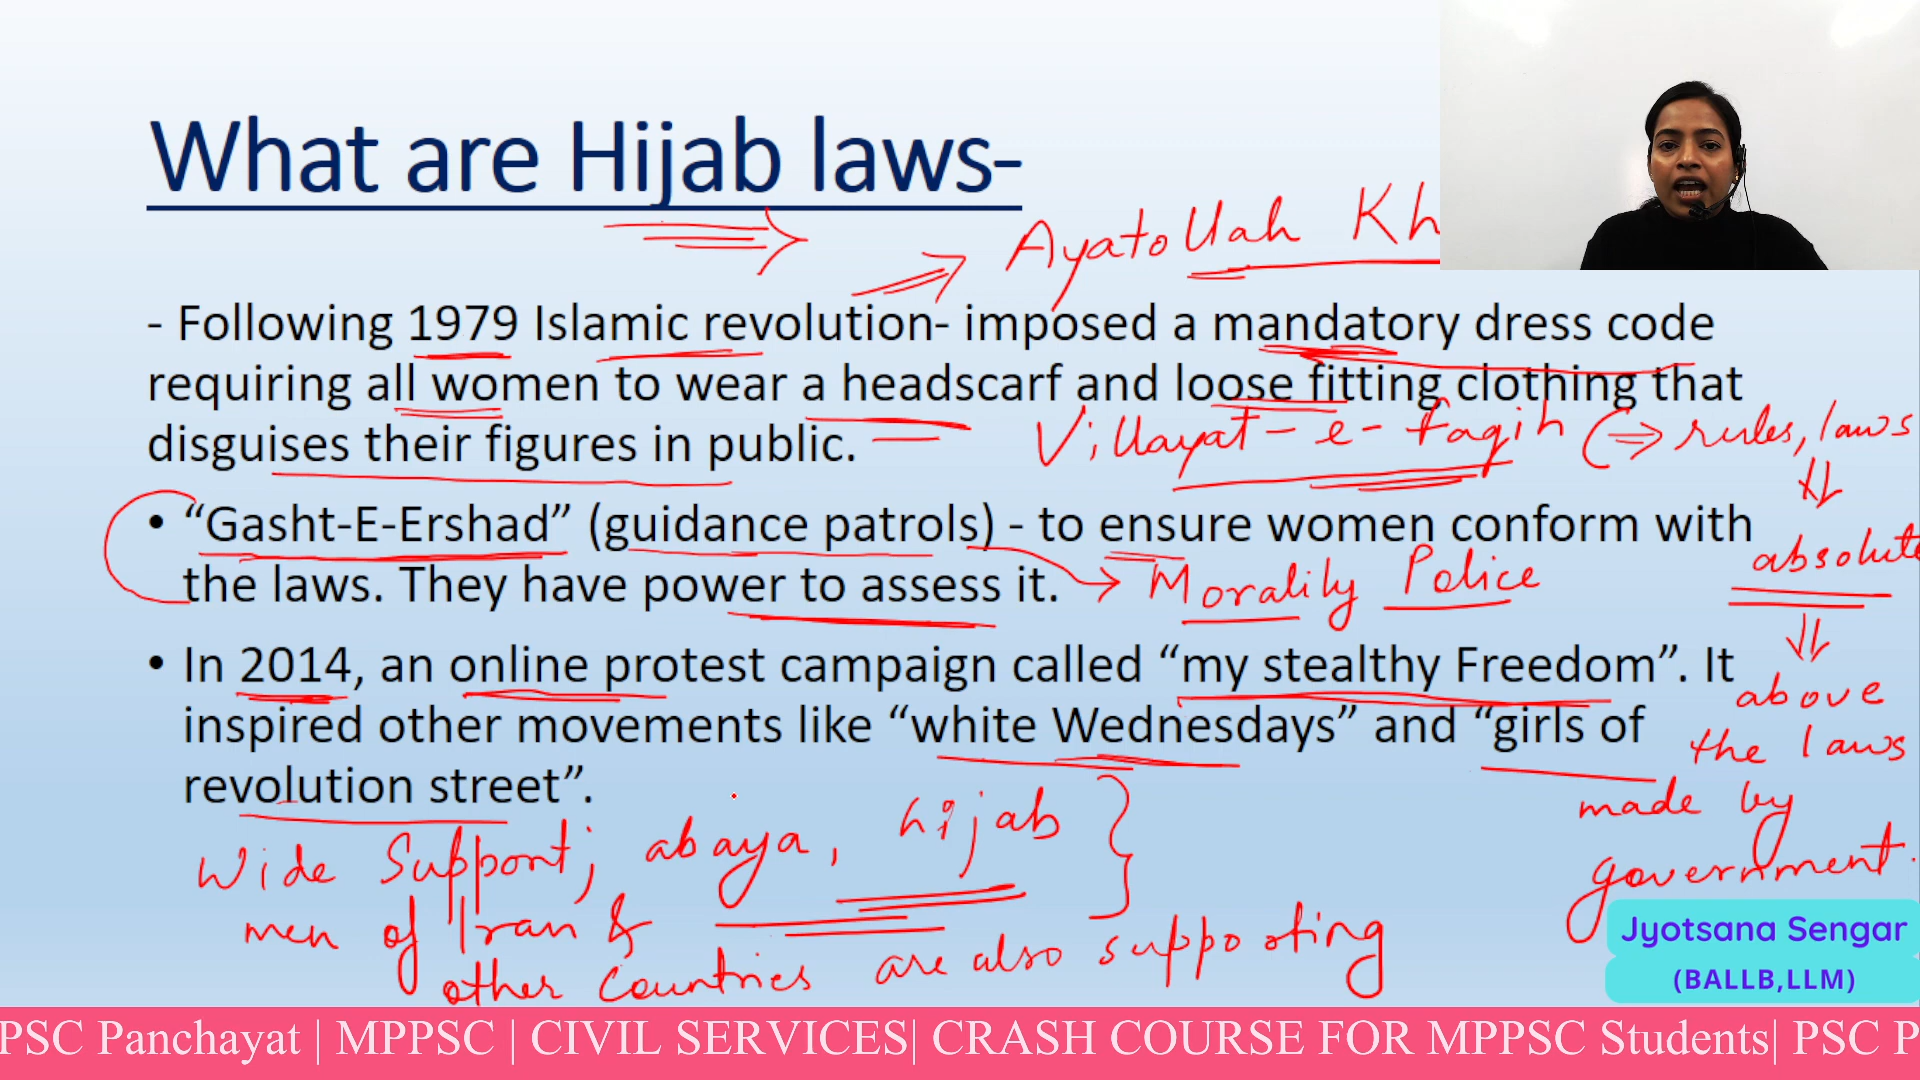 What are Hijab laws-
Ayatollah Kh
- Following 1979 Islamic revolution- imposed a mandatory dress code
requiring all women to wear a headscarf and loose fitting clothing that
disguises their figures in public.
Villayat-e-faqih (⇒ rules, laws
• “Gasht-E-Ershad” (guidance patrols) - to ensure women conform with
the laws. They have power to assess it.
→ Morality Police
absolute
above
the laws
made by
government.
• In 2014, an online protest campaign called “my stealthy Freedom”. It
inspired other movements like “white Wednesdays” and “girls of
revolution street”.
Wide Support; abaya, hijab }
men of Iran &
other countries are also supporting
Jyotsana Sengar
(BALLB,LLM)
PSC Panchayat | MPPSC | CIVIL SERVICES| CRASH COURSE FOR MPPSC Students| PSC P